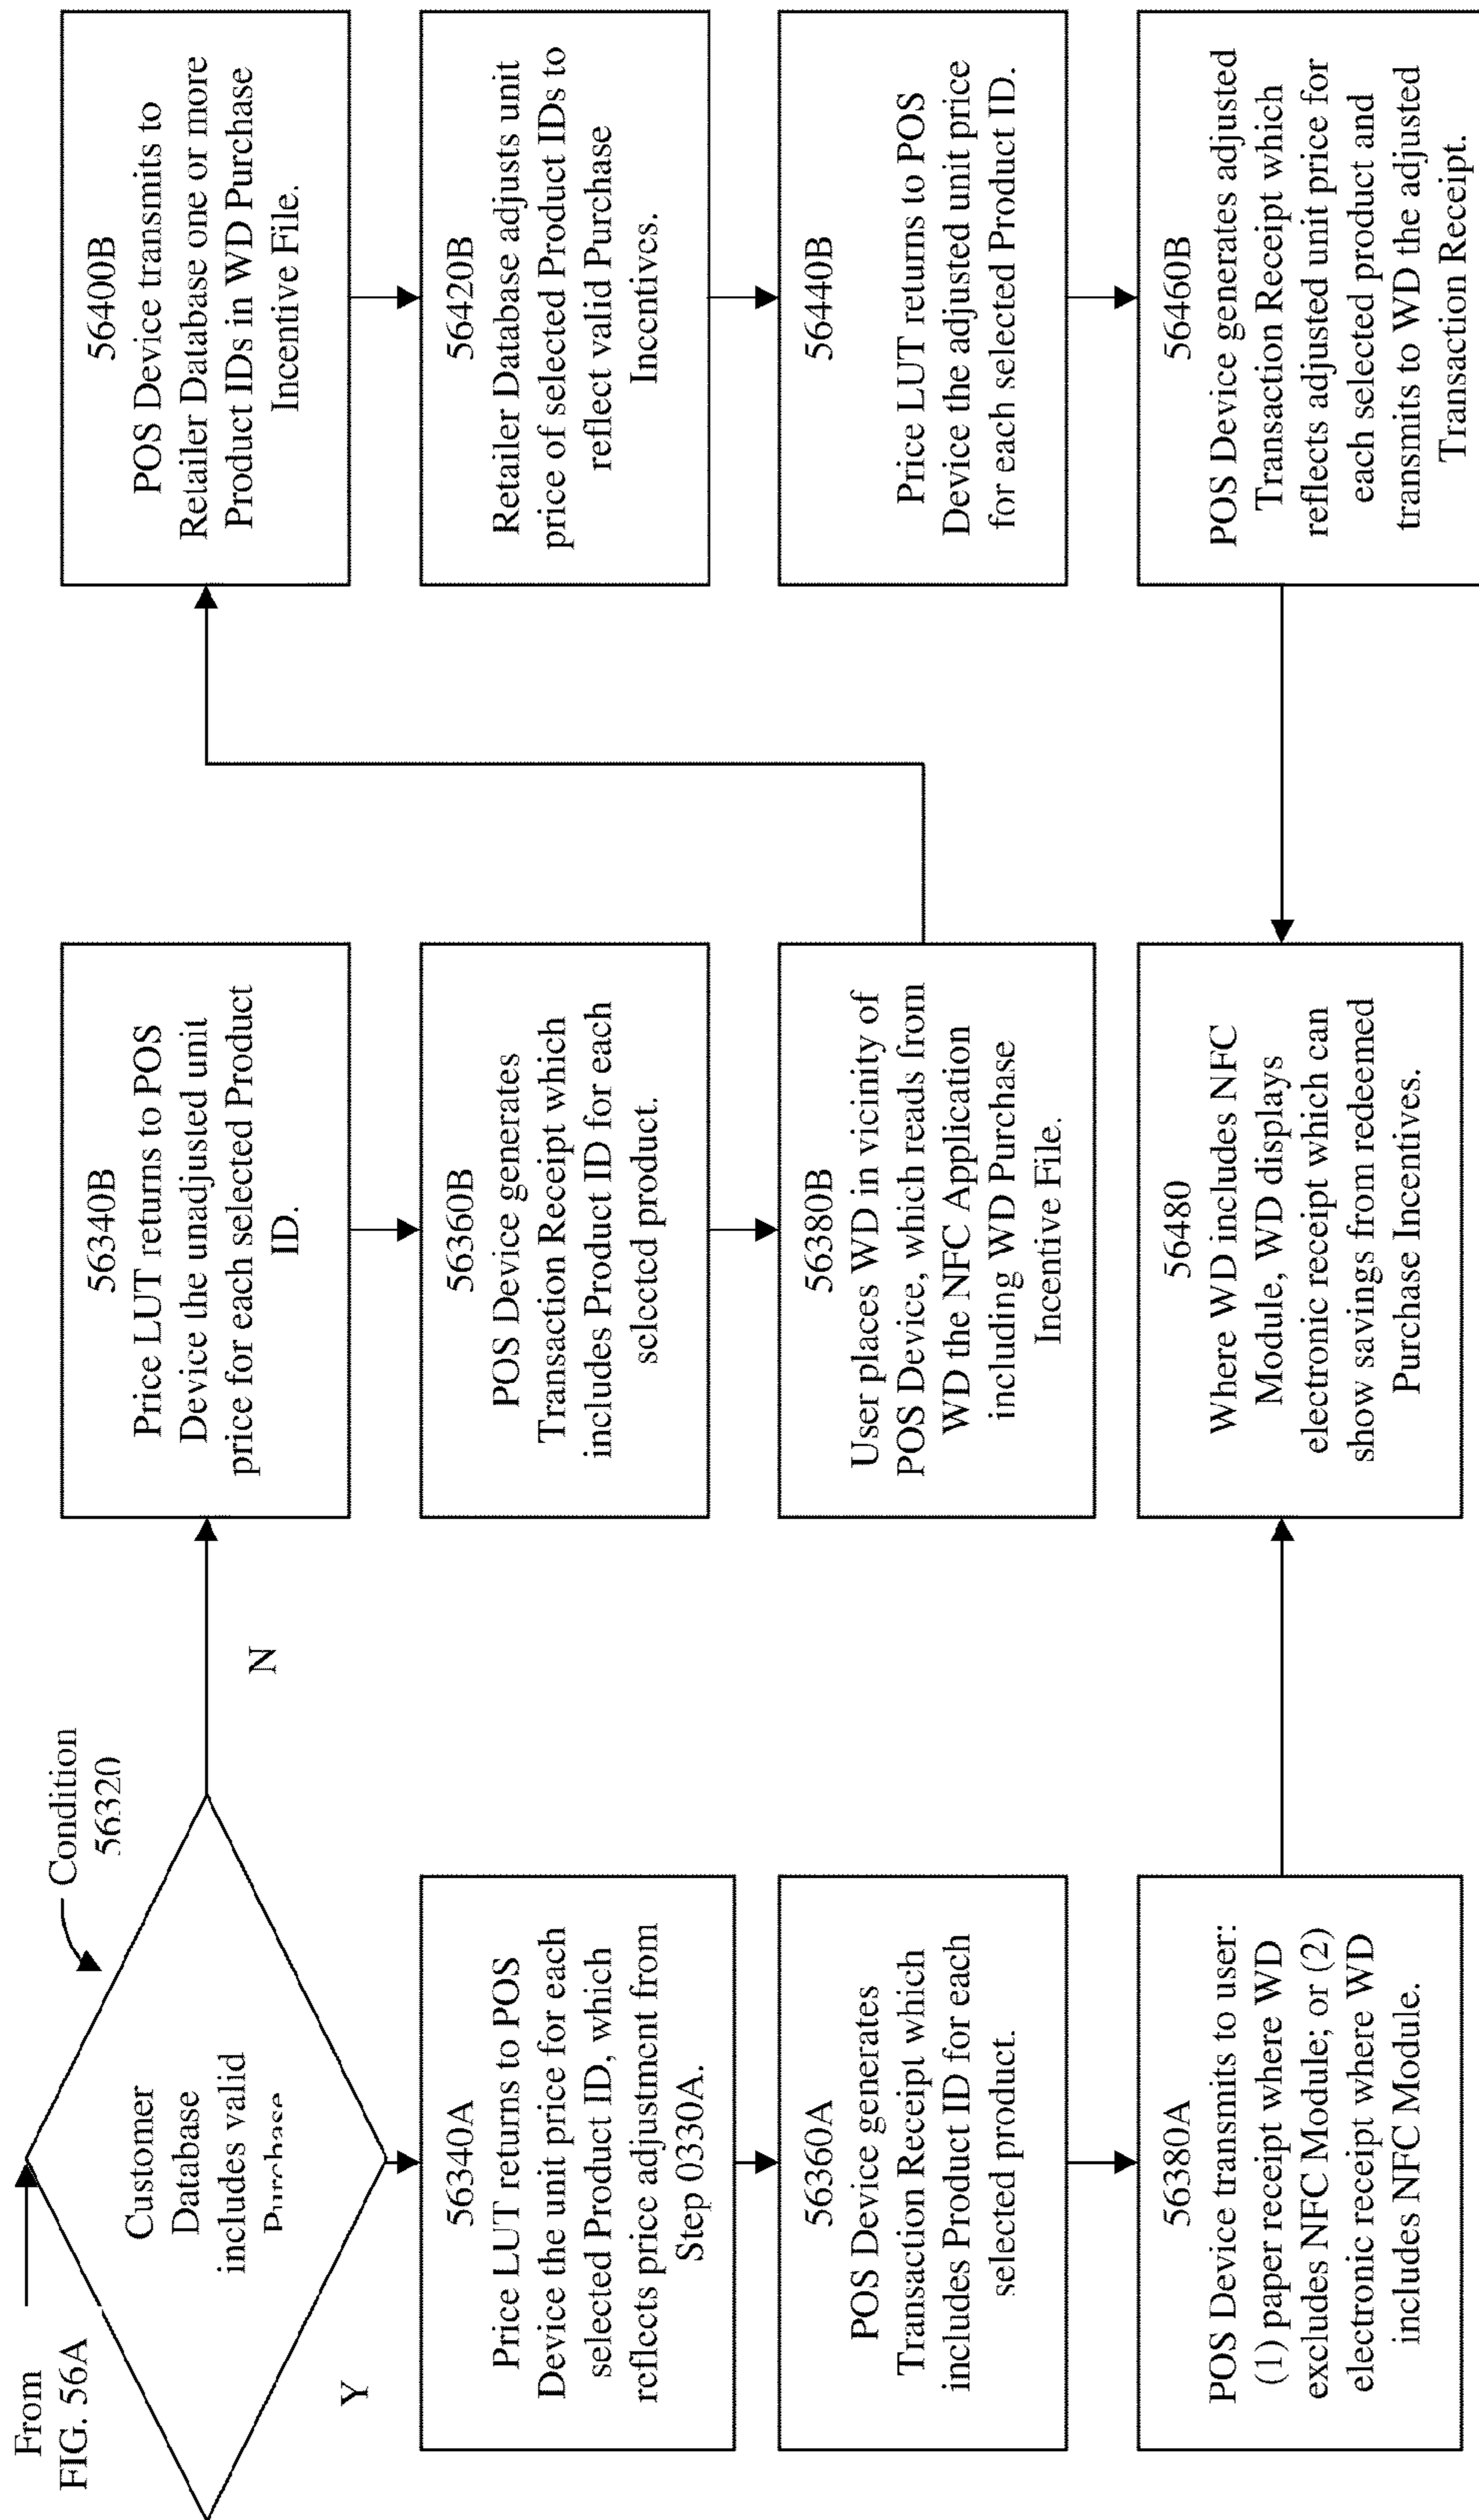 From
FIG. 56A
Condition
56320
Customer
Database
includes valid
Purchase
Y
N
56340A
Price LUT returns to POS
Device the unit price for each
selected Product ID, which
reflects price adjustment from
Step 0330A.
56360A
POS Device generates
Transaction Receipt which
includes Product ID for each
selected product.
56380A
POS Device transmits to user:
(1) paper receipt where WD
excludes NFC Module; or (2)
electronic receipt where WD
includes NFC Module.
56340B
Price LUT returns to POS
Device the unadjusted unit
price for each selected Product
ID.
56360B
POS Device generates
Transaction Receipt which
includes Product ID for each
selected product.
56380B
User places WD in vicinity of
POS Device, which reads from
WD the NFC Application
including WD Purchase
Incentive File.
56480
Where WD includes NFC
Module, WD displays
electronic receipt which can
show savings from redeemed
Purchase Incentives.
56400B
POS Device transmits to
Retailer Database one or more
Product IDs in WD Purchase
Incentive File.
56420B
Retailer Database adjusts unit
price of selected Product IDs to
reflect valid Purchase
Incentives.
56440B
Price LUT returns to POS
Device the adjusted unit price
for each selected Product ID.
56460B
POS Device generates adjusted
Transaction Receipt which
reflects adjusted unit price for
each selected product and
transmits to WD the adjusted
Transaction Receipt.